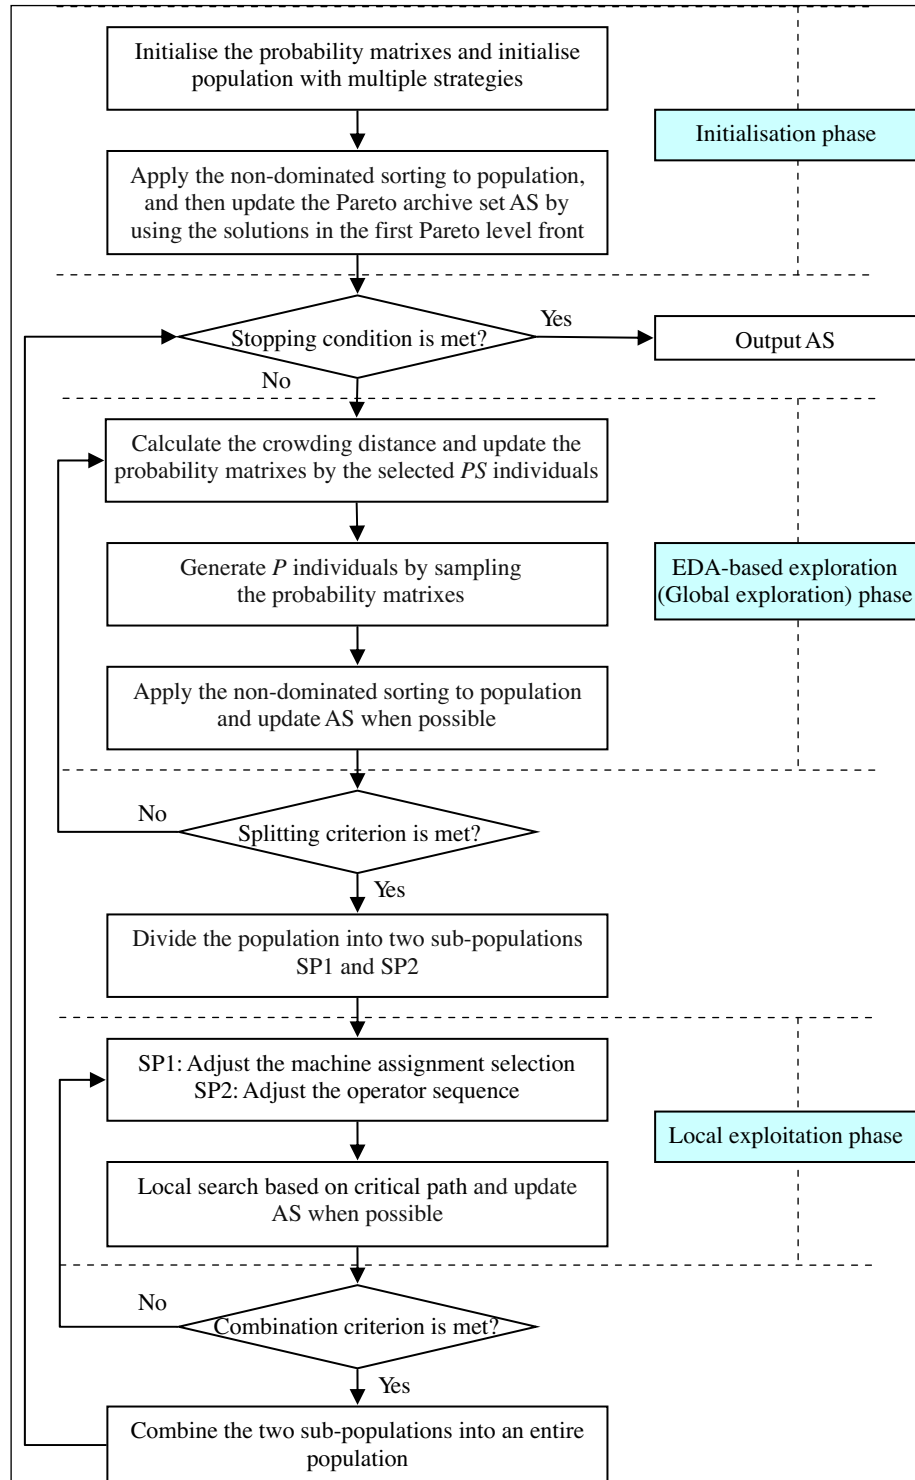 Initialise the probability matrixes and initialise
population with multiple strategies
Initialisation phase
Apply the non-dominated sorting to population,
and then update the Pareto archive set AS by
using the solutions in the first Pareto level front
Stopping condition is met?
Yes
Output AS
No
Calculate the crowding distance and update the
probability matrixes by the selected PS individuals
Generate P individuals by sampling
the probability matrixes
EDA-based exploration
(Global exploration) phase
Apply the non-dominated sorting to population
and update AS when possible
No
Splitting criterion is met?
Yes
Divide the population into two sub-populations
SP1 and SP2
SP1: Adjust the machine assignment selection
SP2: Adjust the operator sequence
Local exploitation phase
Local search based on critical path and update
AS when possible
No
Combination criterion is met?
Yes
Combine the two sub-populations into an entire
population